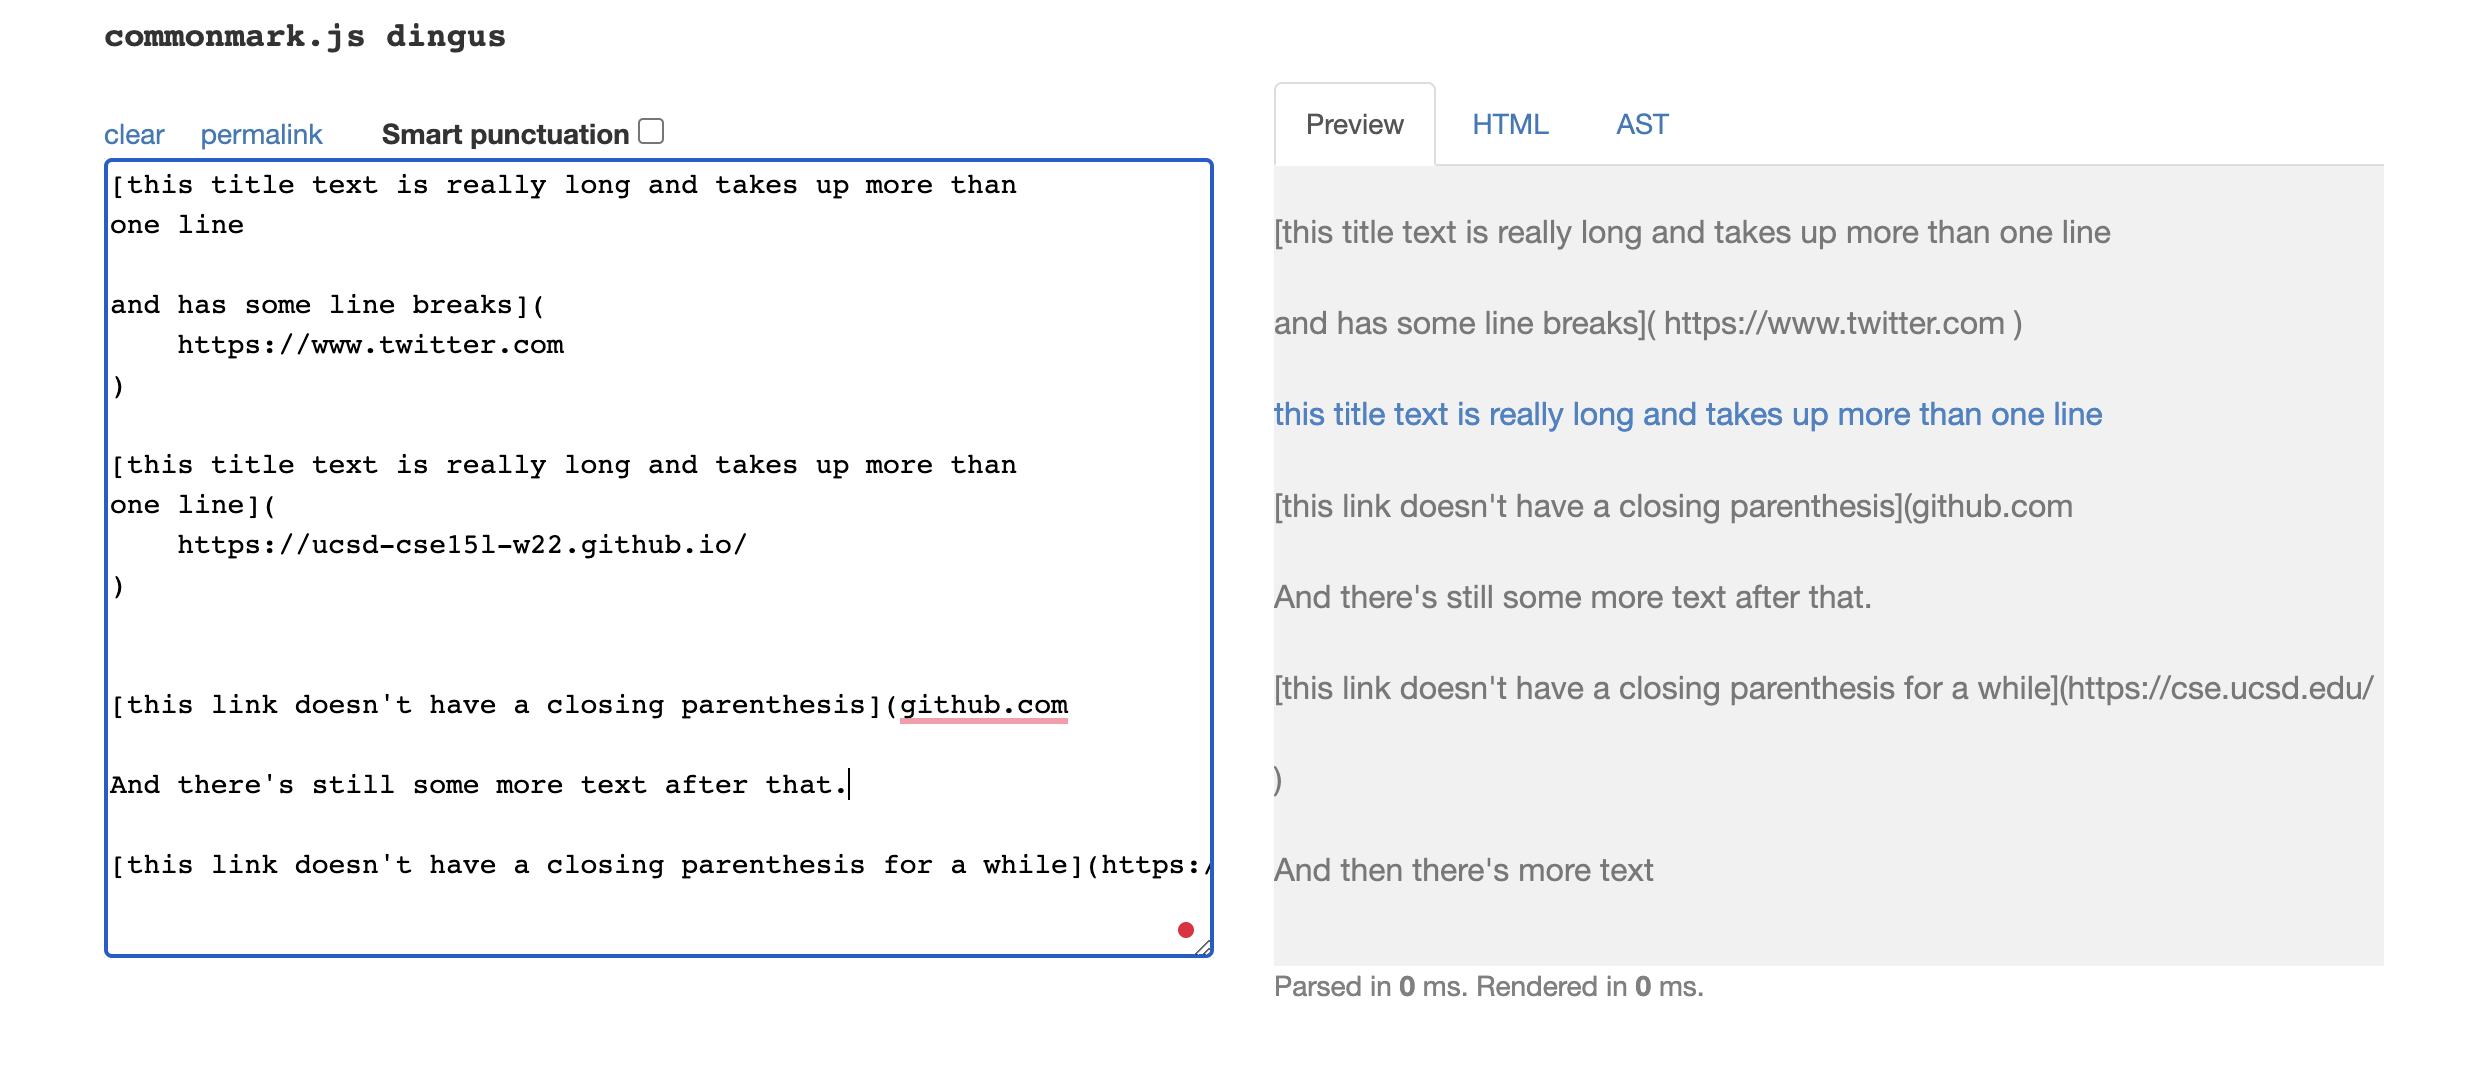 commonmark.js dingus
clear permalink Smart punctuation
[this title text is really long and takes up more than
one line
and has some line breaks](
https://www.twitter.com
)
[this title text is really long and takes up more than
one line](
https://ucsd-cse15l-w22.github.io/
)
[this link doesn't have a closing parenthesis](github.com
And there's still some more text after that.
[this link doesn't have a closing parenthesis for a while](https:/
Preview HTML AST
[this title text is really long and takes up more than one line
and has some line breaks]( https://www.twitter.com )
this title text is really long and takes up more than one line
[this link doesn't have a closing parenthesis](github.com
And there's still some more text after that.
[this link doesn't have a closing parenthesis for a while](https://cse.ucsd.edu/
)
And then there's more text
Parsed in 0 ms. Rendered in 0 ms.